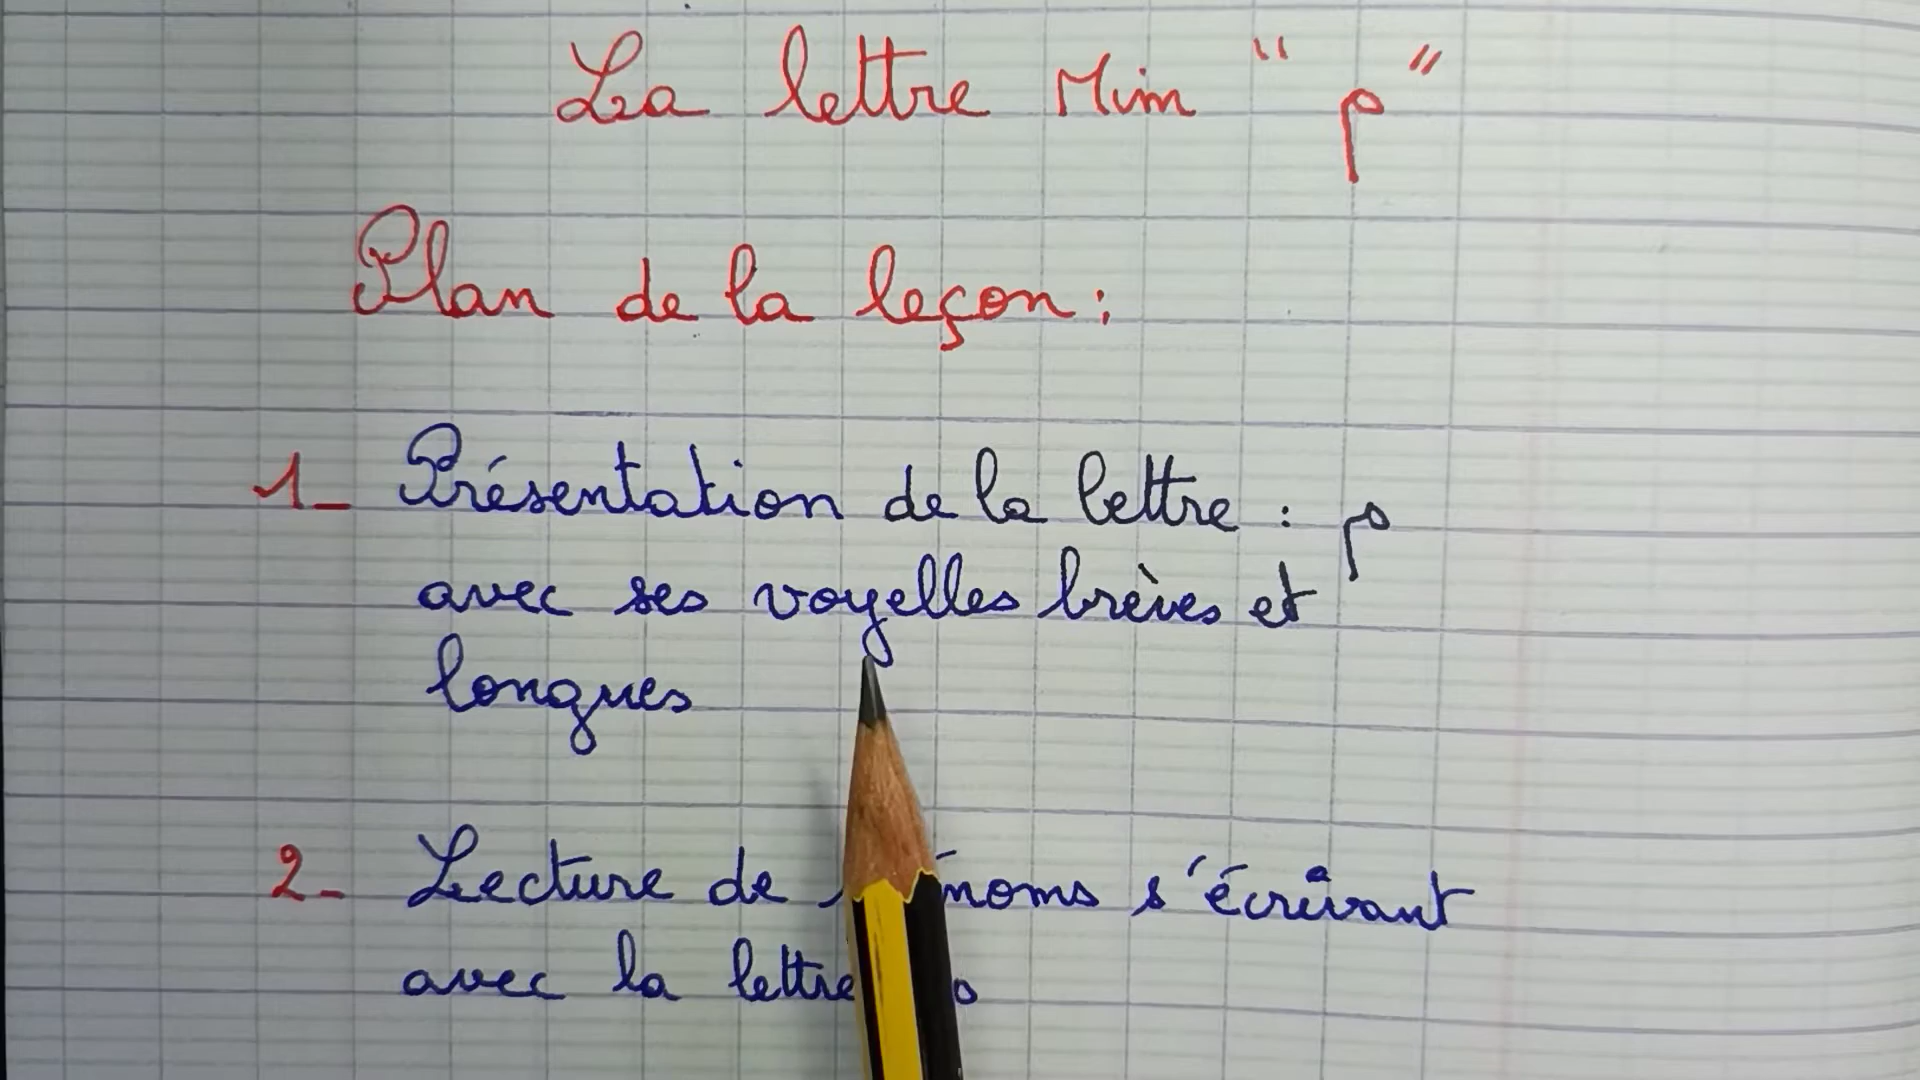 La lettre Mim " م "
Plan de la leçon :
1_ Présentation de la lettre : م
avec ses voyelles brèves et
longues
2_ Lecture de s'écrivant
avec la lettre